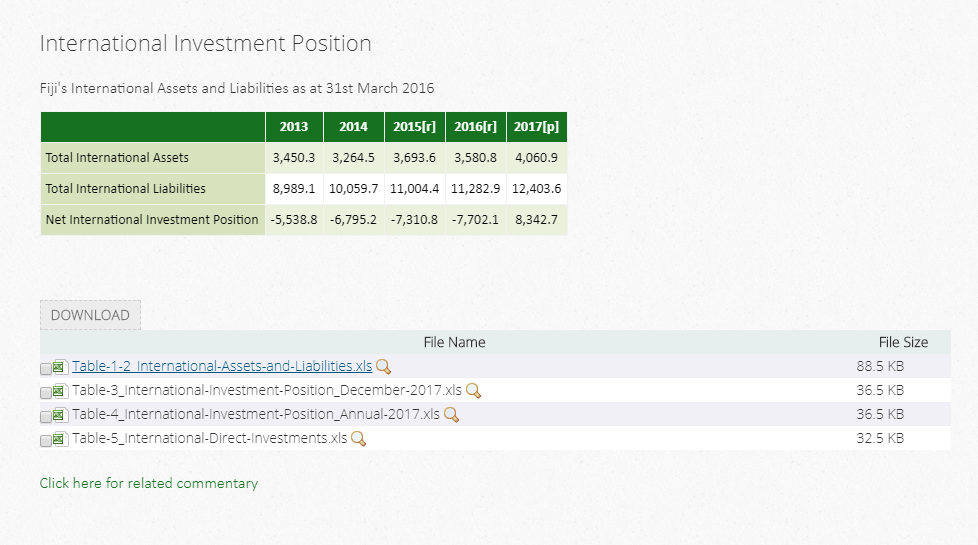 International Investment Position
Fiji's International Assets and Liabilities as at 31st March 2016
2013 2014 2015[r] 2016[r] 2017[p]
Total International Assets 3,450.3 3,264.5 3,693.6 3,580.8 4,060.9
Total International Liabilities 8,989.1 10,059.7 11,004.4 11,282.9 12,403.6
Net International Investment Position -5,538.8 -6,795.2 -7,310.8 -7,702.1 8,342.7
DOWNLOAD
File Name File Size
Table-1-2_International-Assets-and-Liabilities.xls 88.5 KB
Table-3_International-Investment-Position_December-2017.xls 36.5 KB
Table-4_International-Investment-Position_Annual-2017.xls 36.5 KB
Table-5_International-Direct-Investments.xls 32.5 KB
Click here for related commentary